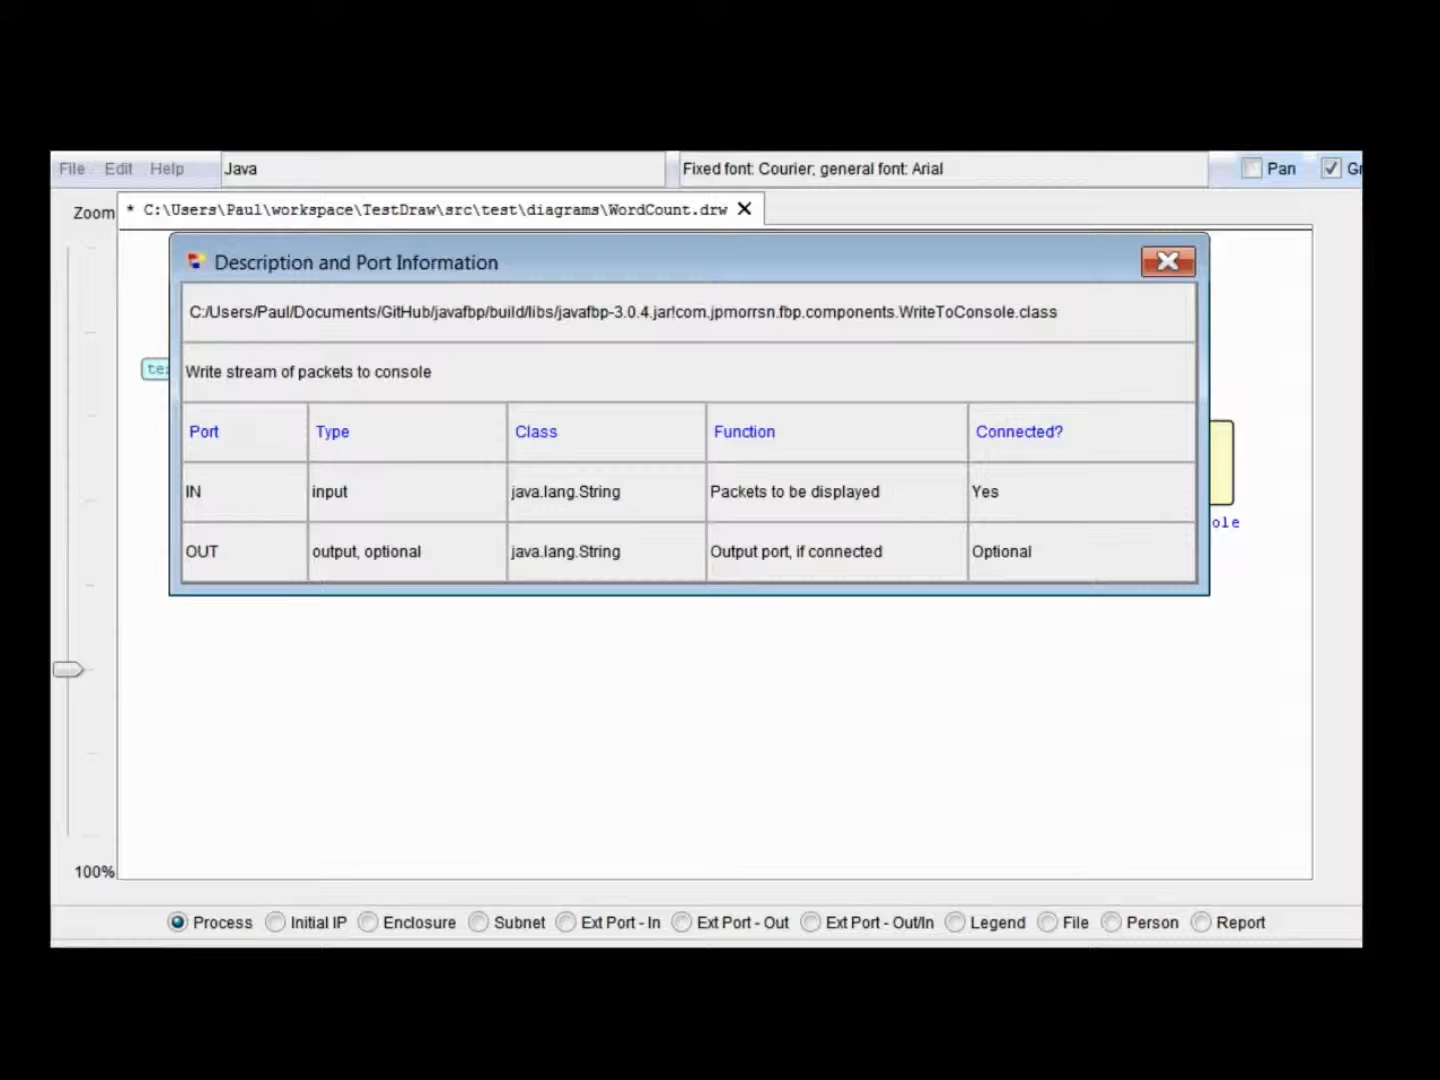 File Edit Help Java Fixed font: Courier; general font: Arial Pan
Zoom * C:\Users\Paul\workspace\TestDraw\src\test\diagrams\WordCount.drw
Description and Port Information
C:/Users/Paul/Documents/GitHub/javafbp/build/libs/javafbp-3.0.4.jar!com.jpmorrsn.fbp.components.WriteToConsole.class
Write stream of packets to console
Port Type Class Function Connected?
IN input java.lang.String Packets to be displayed Yes
ole
OUT output, optional java.lang.String Output port, if connected Optional
100%
Process Initial IP Enclosure Subnet Ext Port - In Ext Port - Out Ext Port - Out/In Legend File Person Report